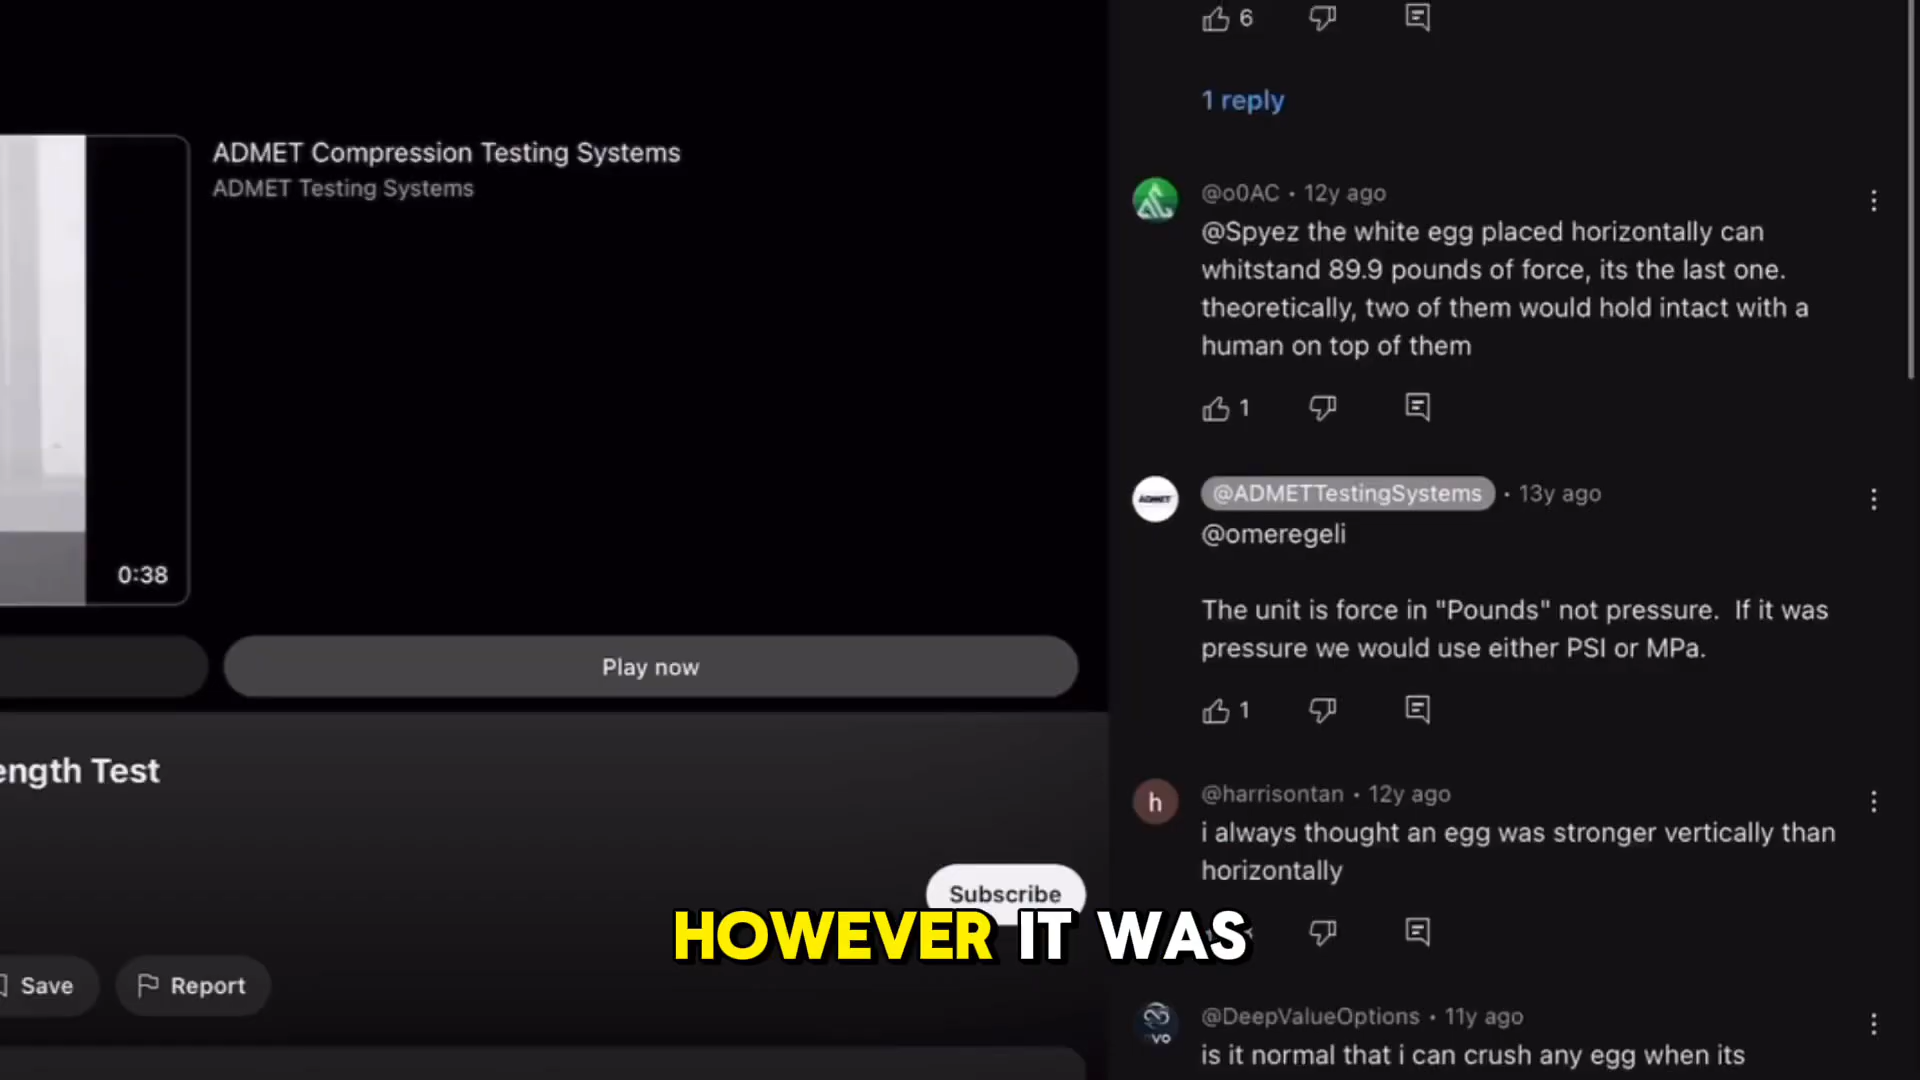 6
1 reply
ADMET Compression Testing Systems
ADMET Testing Systems
0:38
Play now
ength Test
Subscribe
Save
Report
@o0AC • 12y ago
@Spyez the white egg placed horizontally can
whitstand 89.9 pounds of force, its the last one.
theoretically, two of them would hold intact with a
human on top of them
1
ADMET
@ADMETTestingSystems • 13y ago
@omeregeli
The unit is force in "Pounds" not pressure. If it was
pressure we would use either PSI or MPa.
1
h
@harrisontan • 12y ago
i always thought an egg was stronger vertically than
horizontally
VO
@DeepValueOptions • 11y ago
is it normal that i can crush any egg when its
HOWEVER IT WAS